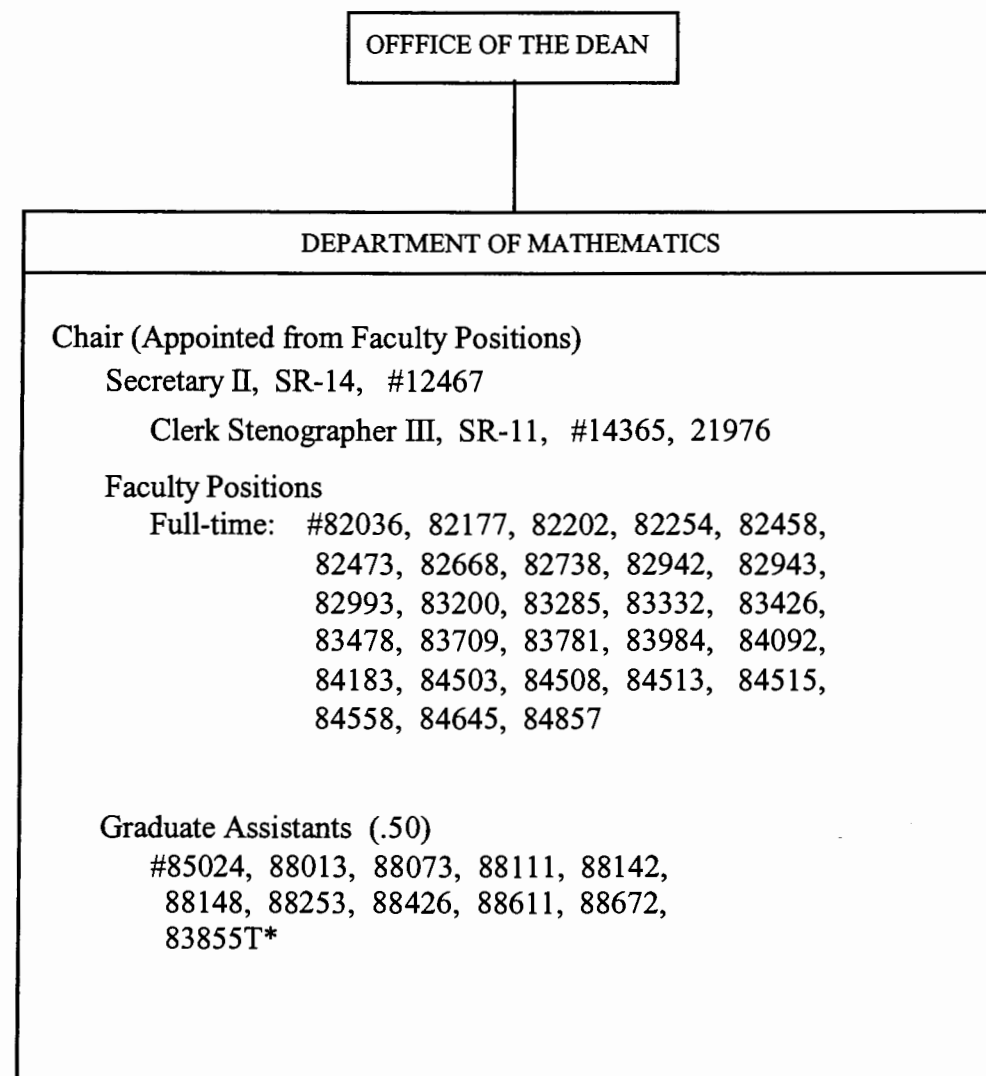 OFFFICE OF THE DEAN
DEPARTMENT OF MATHEMATICS
Chair (Appointed from Faculty Positions)
Secretary II, SR-14, #12467
Clerk Stenographer III, SR-11, #14365, 21976
Faculty Positions
Full-time: #82036, 82177, 82202, 82254, 82458,
82473, 82668, 82738, 82942, 82943,
82993, 83200, 83285, 83332, 83426,
83478, 83709, 83781, 83984, 84092,
84183, 84503, 84508, 84513, 84515,
84558, 84645, 84857
Graduate Assistants (.50)
#85024, 88013, 88073, 88111, 88142,
88148, 88253, 88426, 88611, 88672,
83855T*